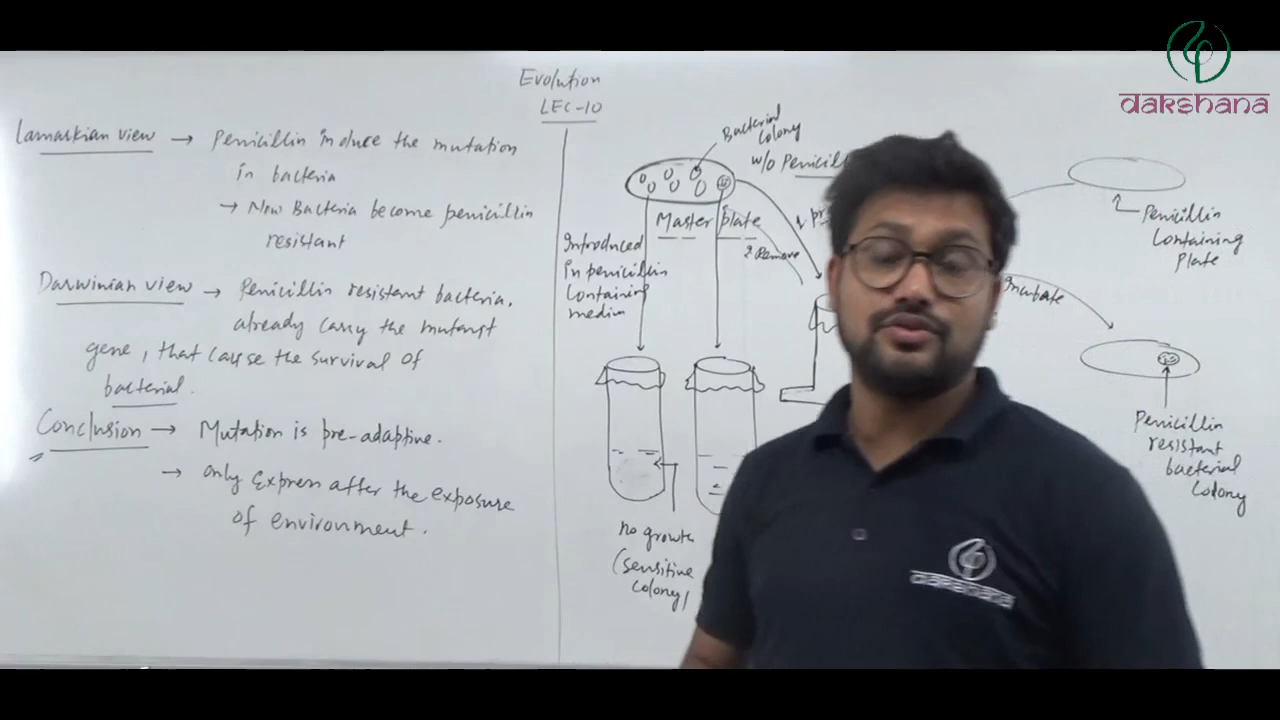 Evolution
LEC-10
Lamarkian view → Penicillin induce the mutation
in bacteria
→ Now Bacteria become penicillin
resistant
Darwinian view → Penicillin resistant bacteria.
already carry the mutant
gene, that cause the survival of
bacterial.
Conclusion → Mutation is pre-adaptive.
→ only Express after the exposure
of environment.
Bacterial
colony
w/o Penicill
Master plate
Introduced
in penicillin
containing
medium
2 Remove
no growth
(sensitive
colony)
Penicillin
Containing
Plate
Incubate
Penicillin
resistant
bacterial
Colony
dakshana
dakshana